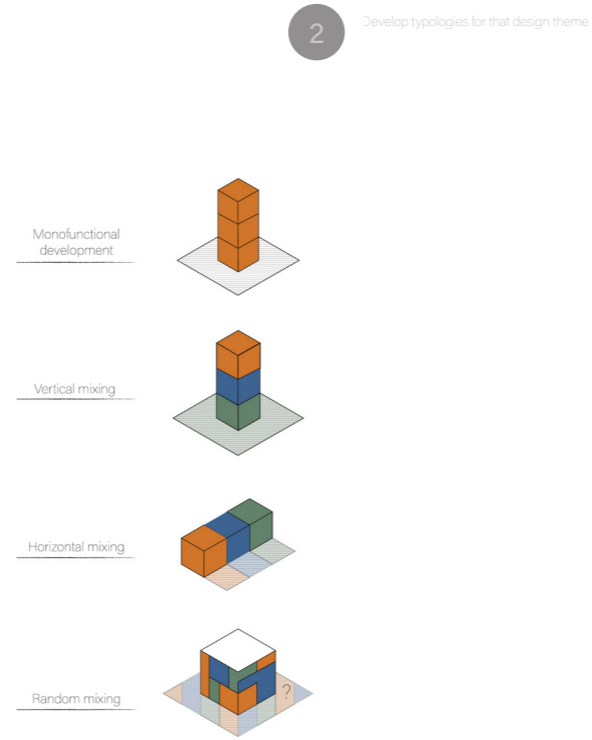 2
Develop typologies for that design theme
Monofunctional
development
Vertical mixing
Horizontal mixing
Random mixing
?